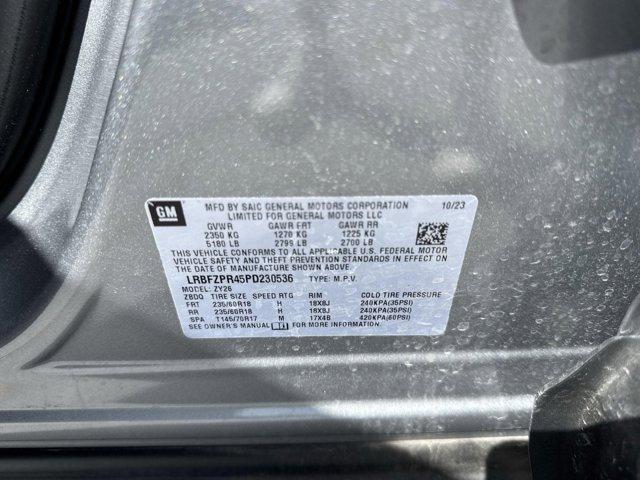 GM
MFD BY SAIC GENERAL MOTORS CORPORATION 10/23
LIMITED FOR GENERAL MOTORS LLC
GVWR GAWR FRT GAWR RR
2350 KG 1270 KG 1225 KG
5180 LB 2799 LB 2700 LB
THIS VEHICLE CONFORMS TO ALL APPLICABLE U.S. FEDERAL MOTOR
VEHICLE SAFETY AND THEFT PREVENTION STANDARDS IN EFFECT ON
THE DATE OF MANUFACTURE SHOWN ABOVE.
LRBFZPR45PD230536 TYPE: M.P.V.
MODEL: ZY26
ZBDQ TIRE SIZE SPEED RTG RIM COLD TIRE PRESSURE
FRT 235/60R18 H 18X8J 240KPA(35PSI)
RR 235/60R18 H 18X8J 240KPA(35PSI)
SPA T145/70R17 M 17X4B 420KPA(60PSI)
SEE OWNER'S MANUAL FOR MORE INFORMATION.